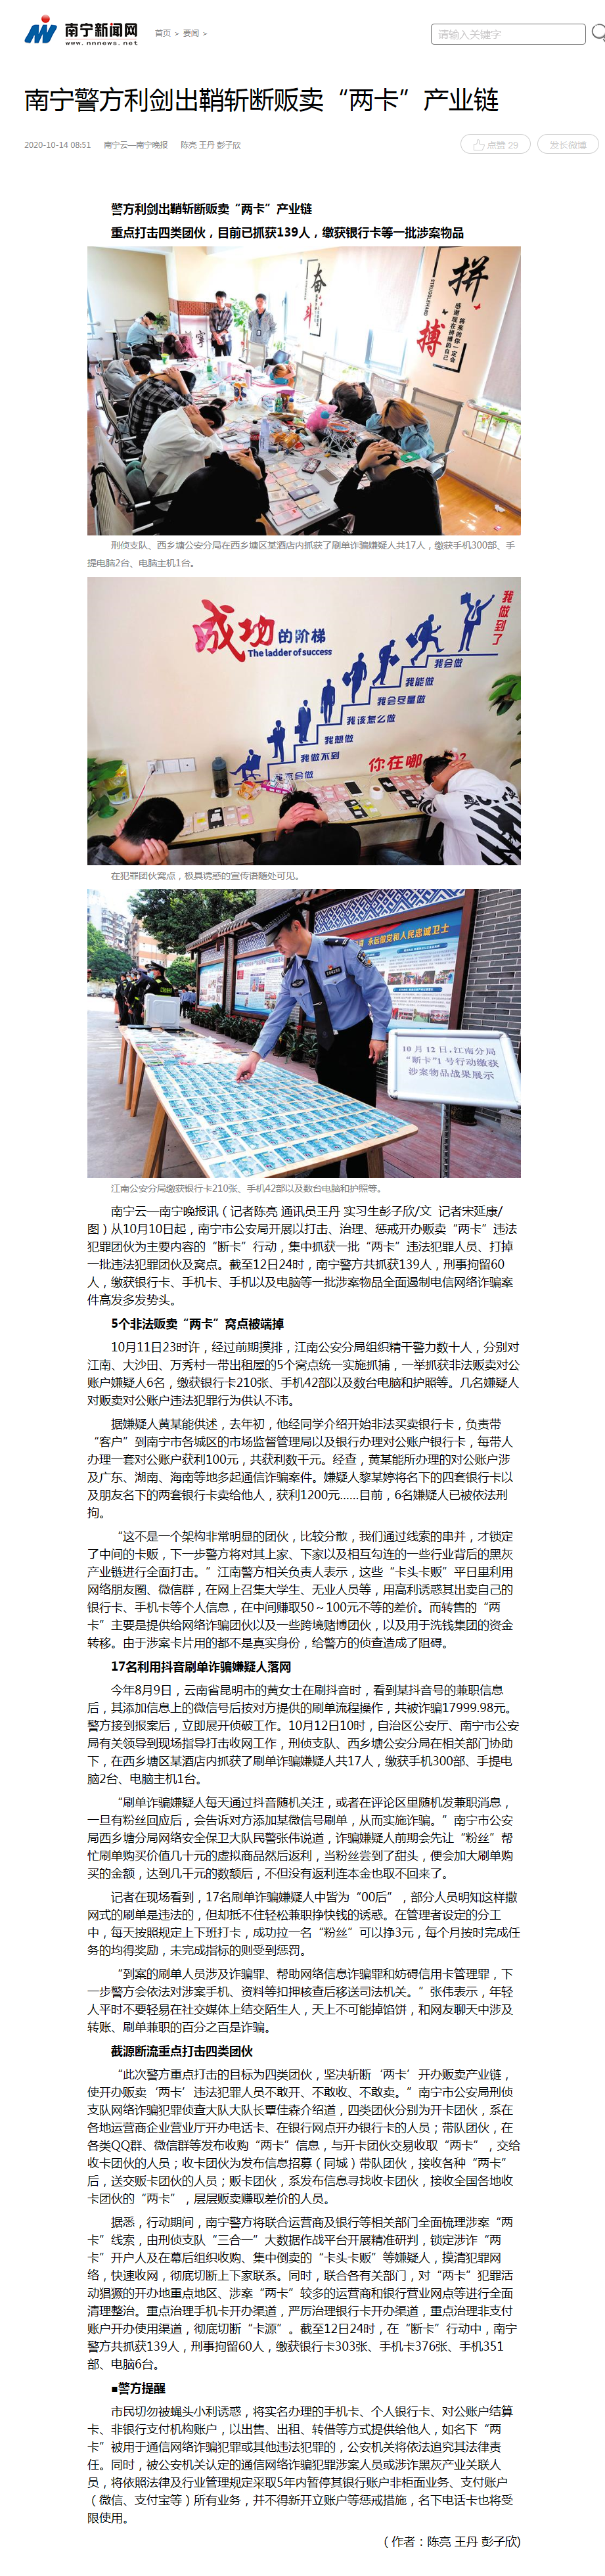 南宁新闻网
www.nnnews.net
首页 > 要闻 >
请输入关键字
南宁警方利剑出鞘斩断贩卖“两卡”产业链
2020-10-14 08:51 南宁云—南宁晚报 陈亮 王丹 彭子欣
点赞 29
发长微博
警方利剑出鞘斩断贩卖“两卡”产业链
重点打击四类团伙，目前已抓获139人，缴获银行卡等一批涉案物品
奋
斗
拼
搏
STRUGGLE
感谢现在拼搏的自己
将来的你一定会
刑侦支队、西乡塘公安分局在西乡塘区某酒店内抓获了刷单诈骗嫌疑人共17人，缴获手机300部、手
提电脑2台、电脑主机1台。
成功的阶梯
The ladder of success
我做到了
我会做
我能做
我会尽量做
我该怎么做
我想做
我做不到
你在哪
在犯罪团伙窝点，极具诱惑的宣传语随处可见。
永远做党和人民忠诚卫士
10月12日,江南分局
“断卡”1号行动缴获
涉案物品战果展示
江南公安分局缴获银行卡210张、手机42部以及数台电脑和护照等。
南宁云—南宁晚报讯（记者陈亮 通讯员王丹 实习生彭子欣/文 记者宋延康/
图）从10月10日起，南宁市公安局开展以打击、治理、惩戒开办贩卖“两卡”违法
犯罪团伙为主要内容的“断卡”行动，集中抓获一批“两卡”违法犯罪人员、打掉
一批违法犯罪团伙及窝点。截至12日24时，南宁警方共抓获139人，刑事拘留60
人，缴获银行卡、手机卡、手机以及电脑等一批涉案物品全面遏制电信网络诈骗案
件高发多发势头。
5个非法贩卖“两卡”窝点被端掉
10月11日23时许，经过前期摸排，江南公安分局组织精干警力数十人，分别对
江南、大沙田、万秀村一带出租屋的5个窝点统一实施抓捕，一举抓获非法贩卖对公
账户嫌疑人6名，缴获银行卡210张、手机42部以及数台电脑和护照等。几名嫌疑人
对贩卖对公账户违法犯罪行为供认不讳。
据嫌疑人黄某能供述，去年初，他经同学介绍开始非法买卖银行卡，负责带
“客户”到南宁市各城区的市场监督管理局以及银行办理对公账户银行卡，每带人
办理一套对公账户获利100元，共获利数千元。经查，黄某能所办理的对公账户涉
及广东、湖南、海南等地多起通信诈骗案件。嫌疑人黎某婷将名下的四套银行卡以
及朋友名下的两套银行卡卖给他人，获利1200元……目前，6名嫌疑人已被依法刑
拘。
“这不是一个架构非常明显的团伙，比较分散，我们通过线索的串并，才锁定
了中间的卡贩，下一步警方将对其上家、下家以及相互勾连的一些行业背后的黑灰
产业链进行全面打击。”江南警方相关负责人表示，这些“卡头卡贩”平日里利用
网络朋友圈、微信群，在网上召集大学生、无业人员等，用高利诱惑其出卖自己的
银行卡、手机卡等个人信息，在中间赚取50～100元不等的差价。而转售的“两
卡”主要是提供给网络诈骗团伙以及一些跨境赌博团伙，以及用于洗钱集团的资金
转移。由于涉案卡片用的都不是真实身份，给警方的侦查造成了阻碍。
17名利用抖音刷单诈骗嫌疑人落网
今年8月9日，云南省昆明市的黄女士在刷抖音时，看到某抖音号的兼职信息
后，其添加信息上的微信号后按对方提供的刷单流程操作，共被诈骗17999.98元。
警方接到报案后，立即展开侦破工作。10月12日10时，自治区公安厅、南宁市公安
局有关领导到现场指导打击收网工作，刑侦支队、西乡塘公安分局在相关部门协助
下，在西乡塘区某酒店内抓获了刷单诈骗嫌疑人共17人，缴获手机300部、手提电
脑2台、电脑主机1台。
“刷单诈骗嫌疑人每天通过抖音随机关注，或者在评论区里随机发兼职消息，
一旦有粉丝回应后，会告诉对方添加某微信号刷单，从而实施诈骗。”南宁市公安
局西乡塘分局网络安全保卫大队民警张伟说道，诈骗嫌疑人前期会先让“粉丝”帮
忙刷单购买价值几十元的虚拟商品然后返利，当粉丝尝到了甜头，便会加大刷单购
买的金额，达到几千元的数额后，不但没有返利连本金也取不回来了。
记者在现场看到，17名刷单诈骗嫌疑人中皆为“00后”，部分人员明知这样撒
网式的刷单是违法的，但却抵不住轻松兼职挣快钱的诱惑。在管理者设定的分工
中，每天按照规定上下班打卡，成功拉一名“粉丝”可以挣3元，每个月按时完成任
务的均得奖励，未完成指标的则受到惩罚。
“到案的刷单人员涉及诈骗罪、帮助网络信息诈骗罪和妨碍信用卡管理罪，下
一步警方会依法对涉案手机、资料等扣押核查后移送司法机关。”张伟表示，年轻
人平时不要轻易在社交媒体上结交陌生人，天上不可能掉馅饼，和网友聊天中涉及
转账、刷单兼职的百分之百是诈骗。
截源断流重点打击四类团伙
“此次警方重点打击的目标为四类团伙，坚决斩断‘两卡’开办贩卖产业链，
使开办贩卖‘两卡’违法犯罪人员不敢开、不敢收、不敢卖。”南宁市公安局刑侦
支队网络诈骗犯罪侦查大队大队长覃佳森介绍道，四类团伙分别为开卡团伙，系在
各地运营商企业营业厅开办电话卡、在银行网点开办银行卡的人员；带队团伙，在
各类QQ群、微信群等发布收购“两卡”信息，与开卡团伙交易收取“两卡”，交给
收卡团伙的人员；收卡团伙为发布信息招募（同城）带队团伙，接收各种“两卡”
后，送交贩卡团伙的人员；贩卡团伙，系发布信息寻找收卡团伙，接收全国各地收
卡团伙的“两卡”，层层贩卖赚取差价的人员。
据悉，行动期间，南宁警方将联合运营商及银行等相关部门全面梳理涉案“两
卡”线索，由刑侦支队“三合一”大数据作战平台开展精准研判，锁定涉诈“两
卡”开户人及在幕后组织收购、集中倒卖的“卡头卡贩”等嫌疑人，摸清犯罪网
络，快速收网，彻底切断上下家联系。同时，联合各有关部门，对“两卡”犯罪活
动猖獗的开办地重点地区、涉案“两卡”较多的运营商和银行营业网点等进行全面
清理整治。重点治理手机卡开办渠道，严厉治理银行卡开办渠道，重点治理非支付
账户开办使用渠道，彻底切断“卡源”。截至12日24时，在“断卡”行动中，南宁
警方共抓获139人，刑事拘留60人，缴获银行卡303张、手机卡376张、手机351
部、电脑6台。
■警方提醒
市民切勿被蝇头小利诱惑，将实名办理的手机卡、个人银行卡、对公账户结算
卡、非银行支付机构账户，以出售、出租、转借等方式提供给他人，如名下“两
卡”被用于通信网络诈骗犯罪或其他违法犯罪的，公安机关将依法追究其法律责
任。同时，被公安机关认定的通信网络诈骗犯罪涉案人员或涉诈黑灰产业关联人
员，将依照法律及行业管理规定采取5年内暂停其银行账户非柜面业务、支付账户
（微信、支付宝等）所有业务，并不得新开立账户等惩戒措施，名下电话卡也将受
限使用。
（作者：陈亮 王丹 彭子欣)